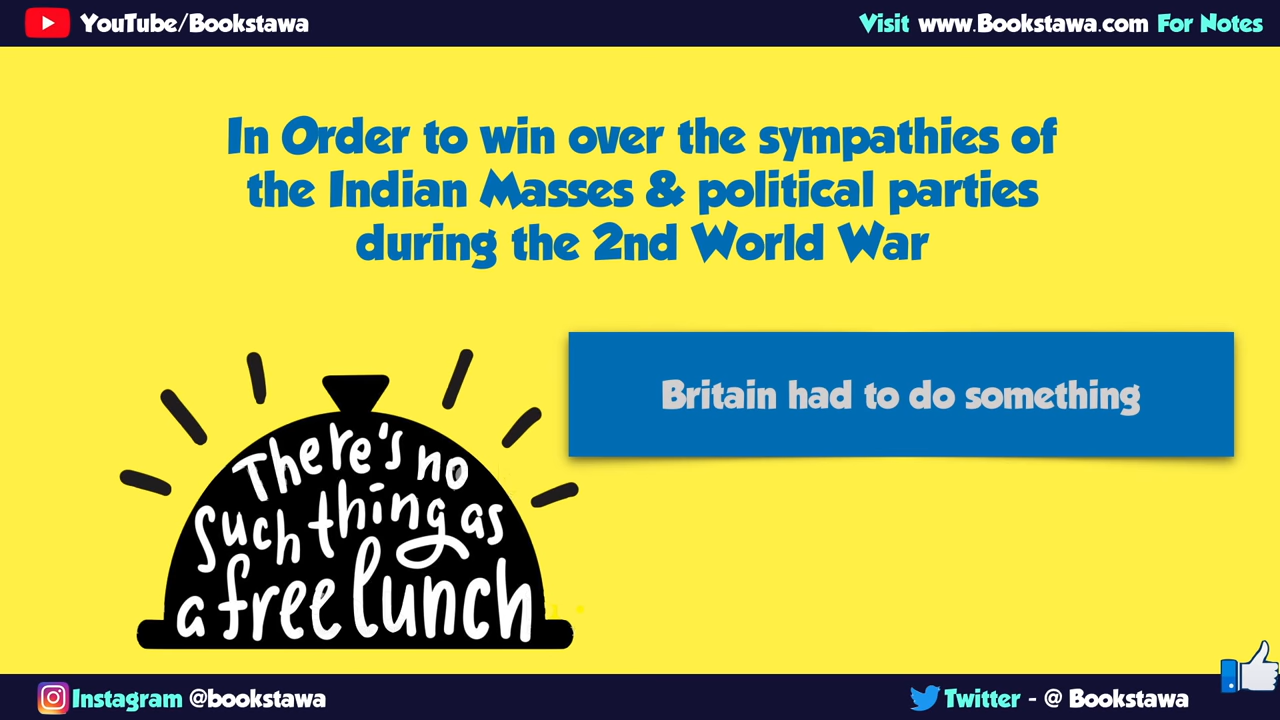 YouTube/Bookstawa
Visit www.Bookstawa.com For Notes
In Order to win over the sympathies of
the Indian Masses & political parties
during the 2nd World War
Britain had to do something
There's no
Such thing as
a free lunch
Instagram @bookstawa
Twitter - @ Bookstawa